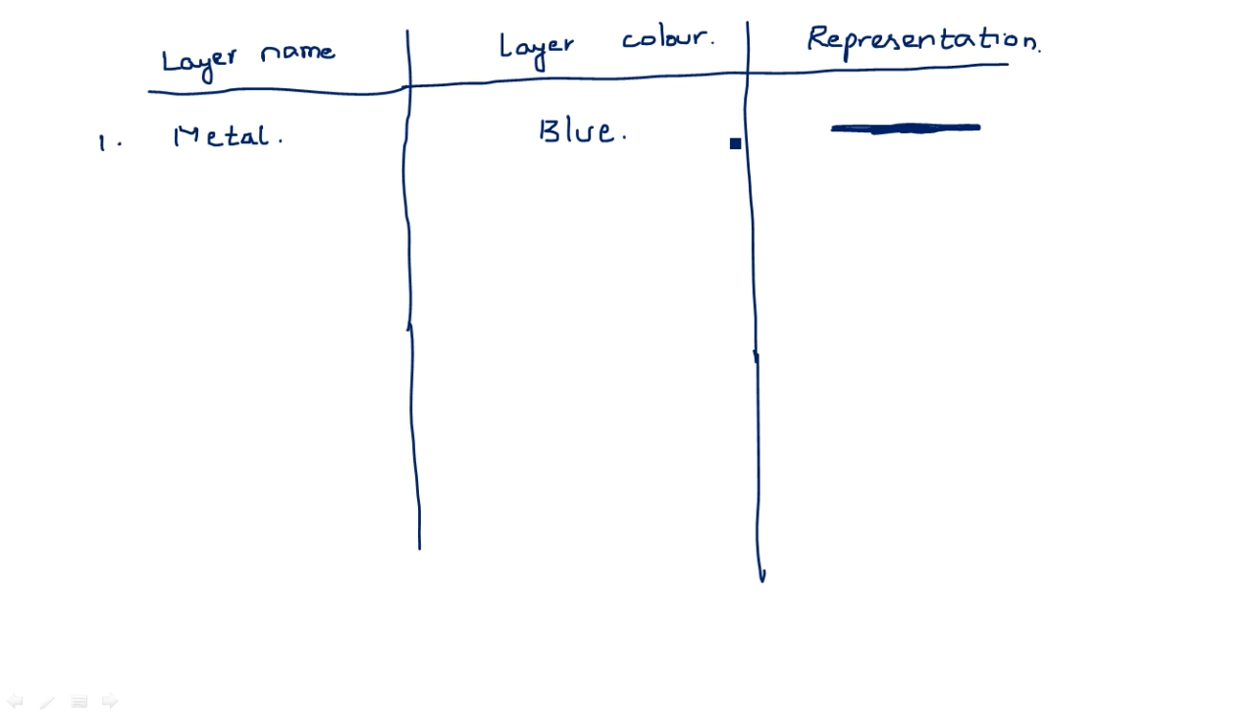 Layer name Layer colour. Representation.
1. Metal. Blue.